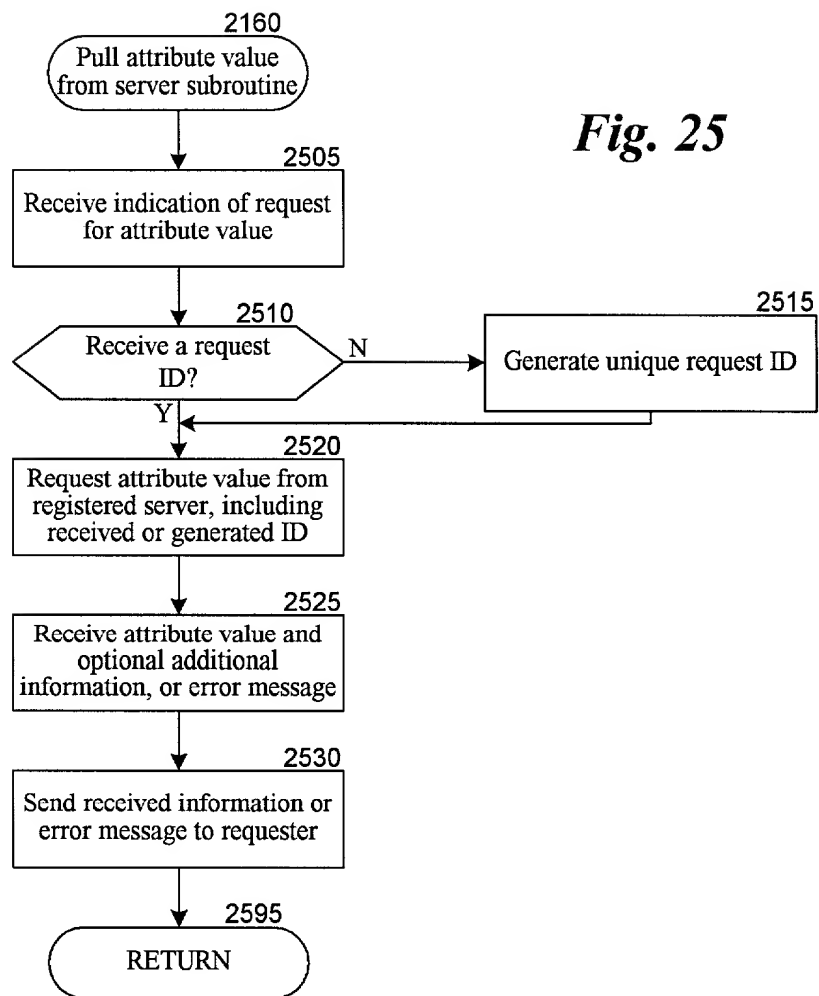 2160
Pull attribute value
from server subroutine
Fig. 25
2505
Receive indication of request
for attribute value
2510
Receive a request
ID?
N
Y
2515
Generate unique request ID
2520
Request attribute value from
registered server, including
received or generated ID
2525
Receive attribute value and
optional additional
information, or error message
2530
Send received information or
error message to requester
2595
RETURN